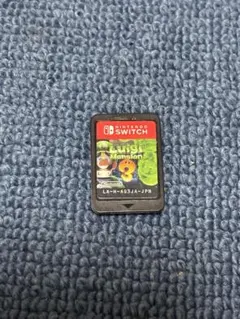 NINTENDO
SWITCH
Luigi
Mansion
3
LA-H-AG3JA-JPN